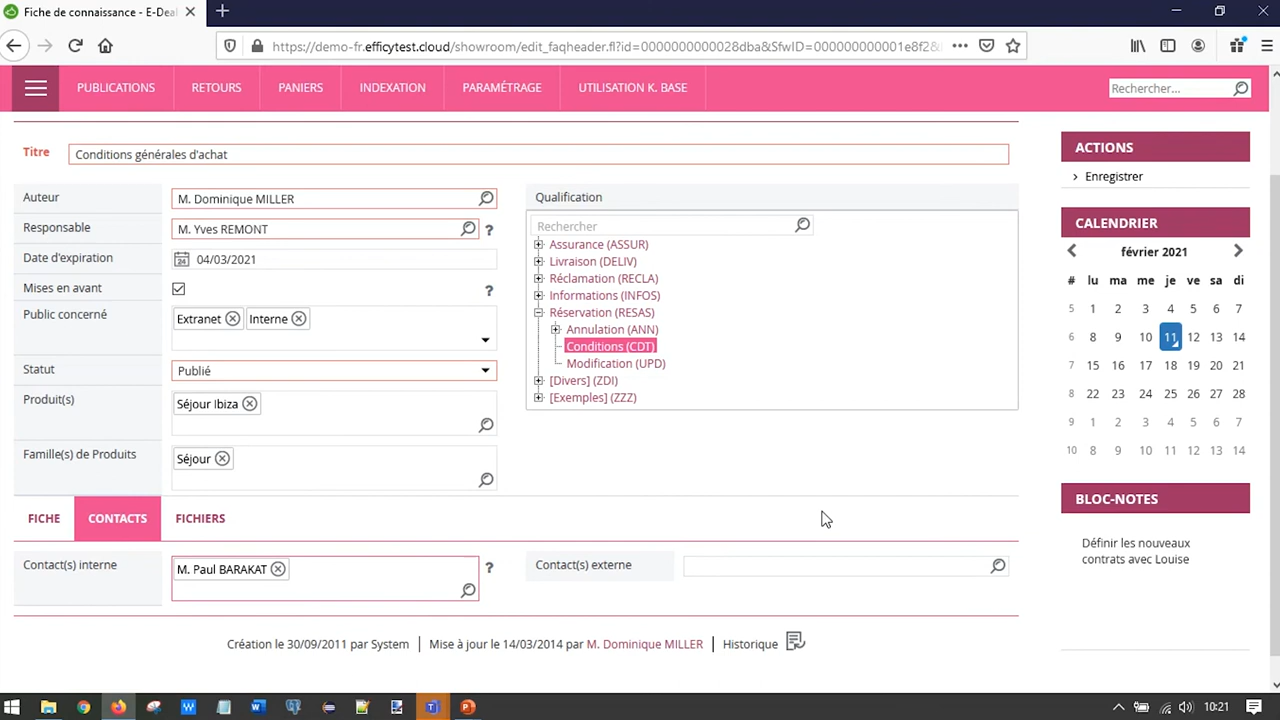 Fiche de connaissance - E-Deal
https://demo-fr.efficytest.cloud/showroom/edit_faqheader.fl?id=0000000000028dba&SfwID=000000000001e8f28
PUBLICATIONS
RETOURS
PANIERS
INDEXATION
PARAMÉTRAGE
UTILISATION K. BASE
Rechercher...
Titre
Conditions générales d'achat
Auteur
M. Dominique MILLER
Responsable
M. Yves REMONT
?
Date d'expiration
24
04/03/2021
Mises en avant
?
Public concerné
Extranet
Interne
Statut
Publié
Produit(s)
Séjour Ibiza
Famille(s) de Produits
Séjour
Qualification
Rechercher
Assurance (ASSUR)
Livraison (DELIV)
Réclamation (RECLA)
Informations (INFOS)
Réservation (RESAS)
Annulation (ANN)
Conditions (CDT)
Modification (UPD)
[Divers] (ZDI)
[Exemples] (ZZZ)
FICHE
CONTACTS
FICHIERS
Contact(s) interne
M. Paul BARAKAT
?
Contact(s) externe
Création le 30/09/2011 par System
Mise à jour le 14/03/2014 par M. Dominique MILLER
Historique
ACTIONS
Enregistrer
CALENDRIER
février 2021
# lu ma me je ve sa di
5 1 2 3 4 5 6 7
6 8 9 10 11 12 13 14
7 15 16 17 18 19 20 21
8 22 23 24 25 26 27 28
9 1 2 3 4 5 6 7
10 8 9 10 11 12 13 14
BLOC-NOTES
Définir les nouveaux
contrats avec Louise
10:21